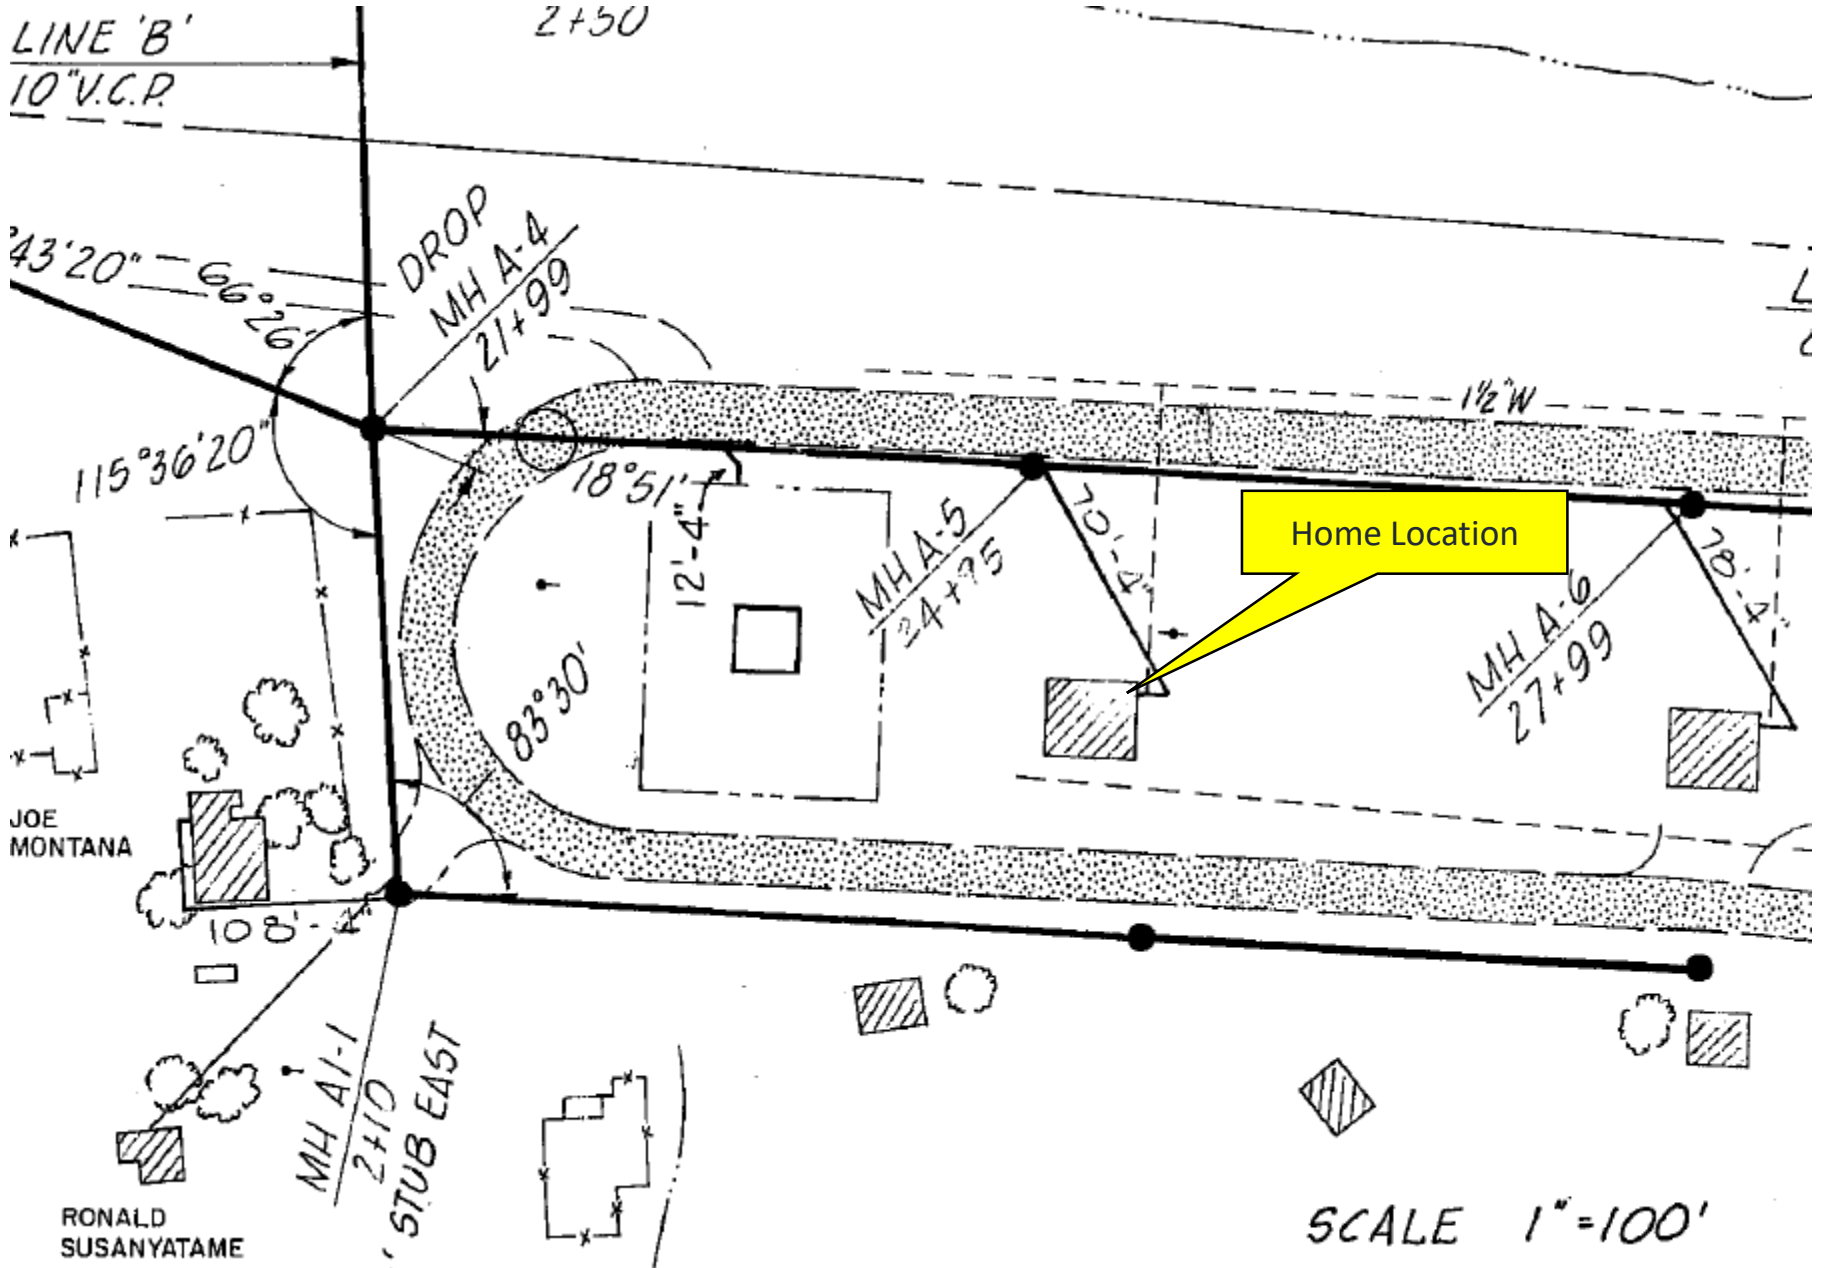 LINE 'B'
10"V.C.P.
2+50
43'20"
66°26'
DROP
MH A-4
21+99
115°36'20"
18°51'
12'-4"
83°30'
MH A-5
70'-4"
Home Location
1½"W
MH A-6
27+99
78'-4"
JOE
MONTANA
108'-4"
MH A1-1
2+10
' STUB EAST
RONALD
SUSANYATAME
SCALE 1"=100'